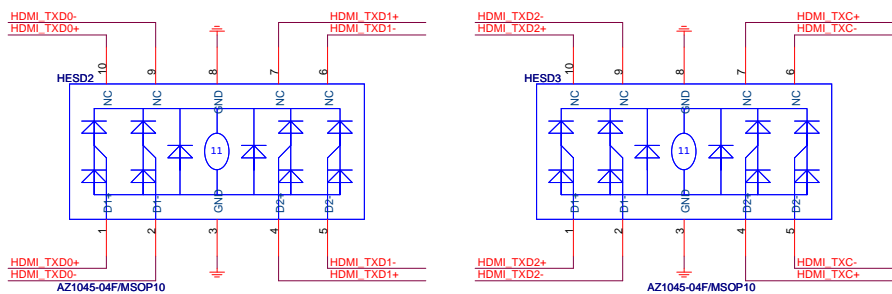 HDMI_TXD0-
HDMI_TXD0+
HDMI_TXD1+
HDMI_TXD1-
10
9
8
7
6
HESD2
NC
NC
GND
NC
NC
11
D1+
D1-
GND
D2+
D2-
1
2
3
4
5
HDMI_TXD0+
HDMI_TXD0-
HDMI_TXD1-
HDMI_TXD1+
AZ1045-04F/MSOP10
HDMI_TXD2-
HDMI_TXD2+
HDMI_TXC+
HDMI_TXC-
10
9
8
7
6
HESD3
NC
NC
GND
NC
NC
11
D1+
D1-
GND
D2+
D2-
1
2
3
4
5
HDMI_TXD2+
HDMI_TXD2-
HDMI_TXC-
HDMI_TXC+
AZ1045-04F/MSOP10